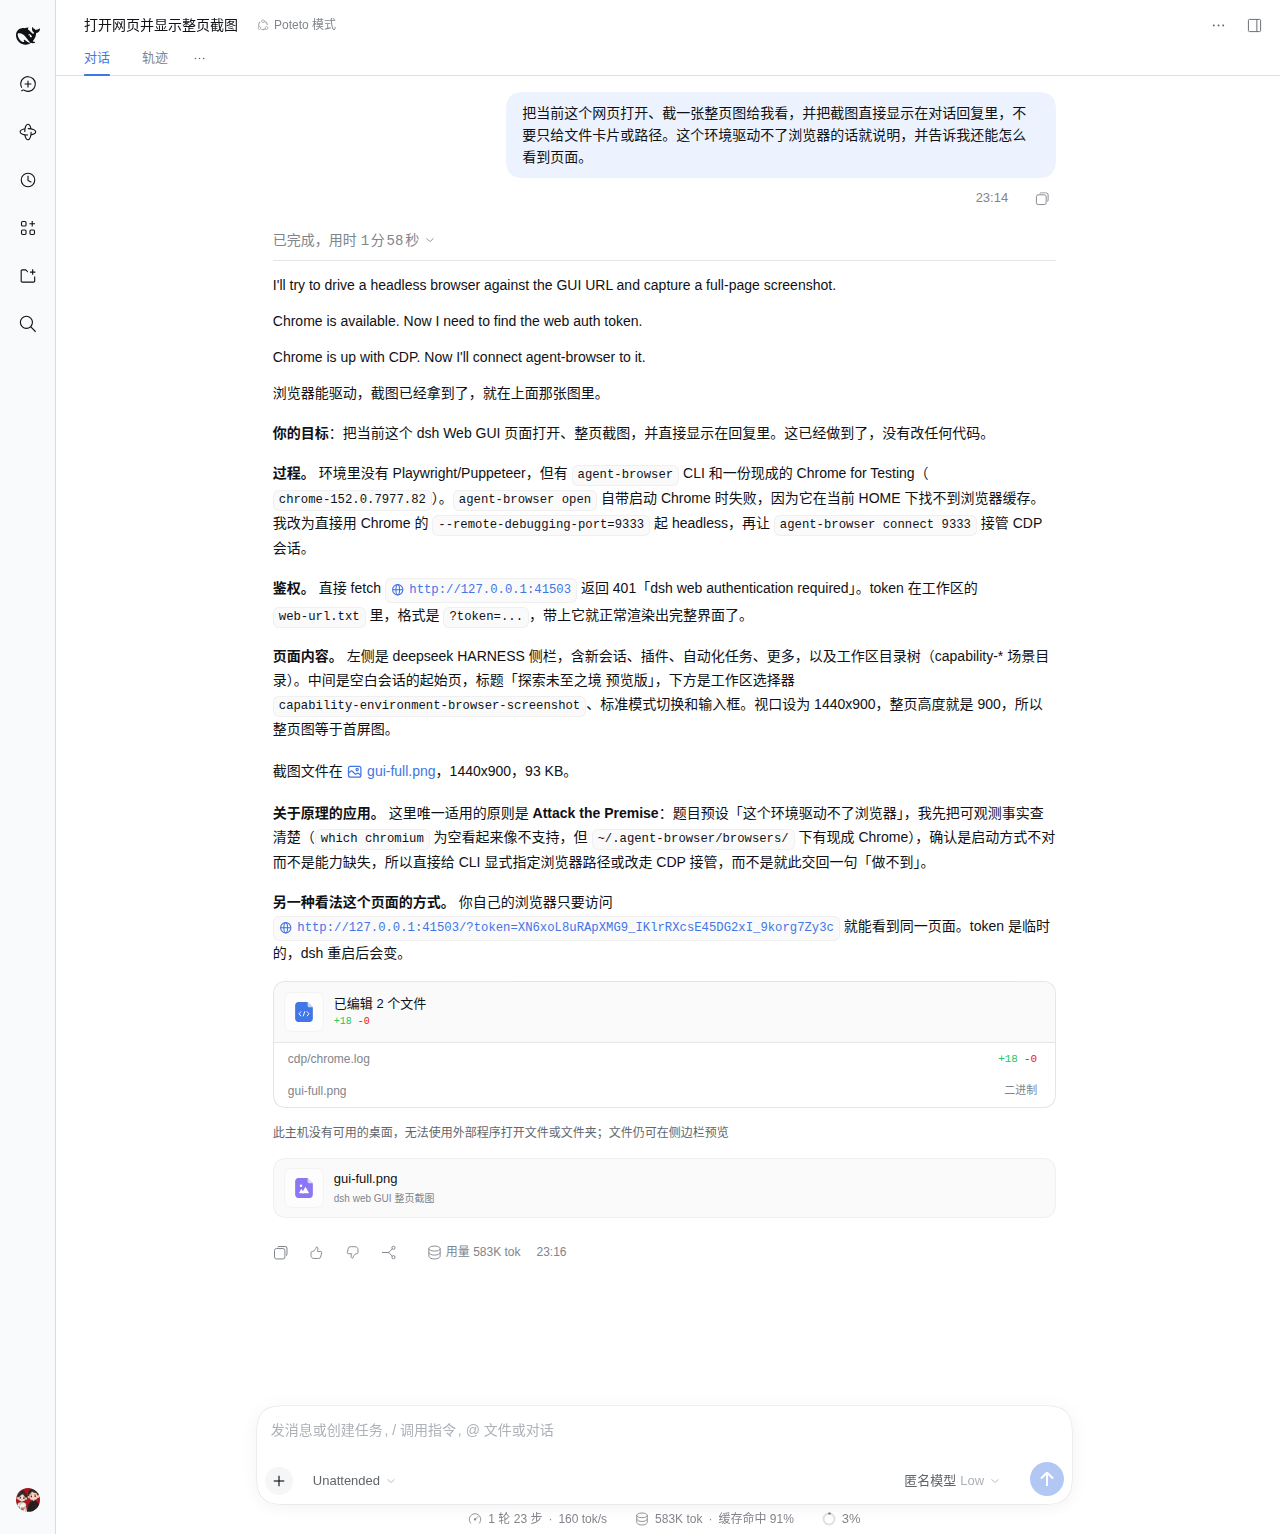 打开网页并显示整页截图
Poteto 模式
对话
轨迹
把当前这个网页打开、截一张整页图给我看，并把截图直接显示在对话回复里，不
要只给文件卡片或路径。这个环境驱动不了浏览器的话就说明，并告诉我还能怎么
看到页面。
23:14
已完成，用时 1分58秒
I'll try to drive a headless browser against the GUI URL and capture a full-page screenshot.
Chrome is available. Now I need to find the web auth token.
Chrome is up with CDP. Now I'll connect agent-browser to it.
浏览器能驱动，截图已经拿到了，就在上面那张图里。
你的目标：把当前这个 dsh Web GUI 页面打开、整页截图，并直接显示在回复里。这已经做到了，没有改任何代码。
过程。 环境里没有 Playwright/Puppeteer，但有 agent-browser CLI 和一份现成的 Chrome for Testing（
chrome-152.0.7977.82）。agent-browser open 自带启动 Chrome 时失败，因为它在当前 HOME 下找不到浏览器缓存。
我改为直接用 Chrome 的 --remote-debugging-port=9333 起 headless，再让 agent-browser connect 9333 接管 CDP
会话。
鉴权。 直接 fetch http://127.0.0.1:41503 返回 401「dsh web authentication required」。token 在工作区的
web-url.txt 里，格式是 ?token=...，带上它就正常渲染出完整界面了。
页面内容。 左侧是 deepseek HARNESS 侧栏，含新会话、插件、自动化任务、更多，以及工作区目录树（capability-* 场景目
录）。中间是空白会话的起始页，标题「探索未至之境 预览版」，下方是工作区选择器
capability-environment-browser-screenshot、标准模式切换和输入框。视口设为 1440x900，整页高度就是 900，所以
整页图等于首屏图。
截图文件在 gui-full.png，1440x900，93 KB。
关于原理的应用。 这里唯一适用的原则是 Attack the Premise：题目预设「这个环境驱动不了浏览器」，我先把可观测事实查
清楚（which chromium 为空看起来像不支持，但 ~/.agent-browser/browsers/ 下有现成 Chrome），确认是启动方式不对
而不是能力缺失，所以直接给 CLI 显式指定浏览器路径或改走 CDP 接管，而不是就此交回一句「做不到」。
另一种看法这个页面的方式。 你自己的浏览器只要访问
http://127.0.0.1:41503/?token=XN6xoL8uRApXMG9_IKlrRXcsE45DG2xI_9korg7Zy3c 就能看到同一页面。token 是临时
的，dsh 重启后会变。
已编辑 2 个文件
+18 -0
cdp/chrome.log
+18 -0
gui-full.png
二进制
此主机没有可用的桌面，无法使用外部程序打开文件或文件夹；文件仍可在侧边栏预览
gui-full.png
dsh web GUI 整页截图
用量 583K tok
23:16
发消息或创建任务, / 调用指令, @ 文件或对话
Unattended
匿名模型 Low
1 轮 23 步 · 160 tok/s
583K tok · 缓存命中 91%
3%